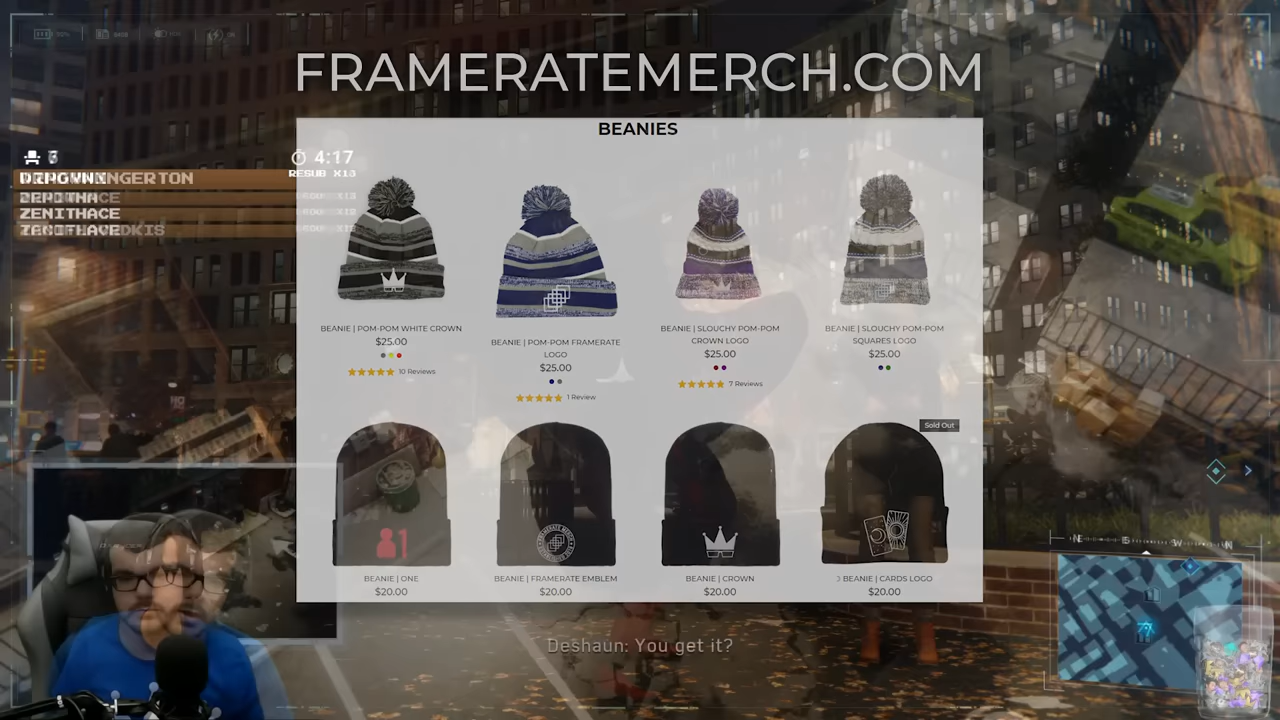 FRAMERATEMERCH.COM
BEANIES
4:17
ZENITHACE
BEANIE | POM-POM WHITE CROWN
$25.00
10 Reviews
BEANIE | POM-POM FRAMERATE
LOGO
$25.00
1 Review
BEANIE | SLOUCHY POM-POM
CROWN LOGO
$25.00
7 Reviews
BEANIE | SLOUCHY POM-POM
SQUARES LOGO
$25.00
Sold Out
1
BEANIE | ONE
$20.00
BEANIE | FRAMERATE EMBLEM
$20.00
BEANIE | CROWN
$20.00
BEANIE | CARDS LOGO
$20.00
NE S W N
Deshaun: You get it?